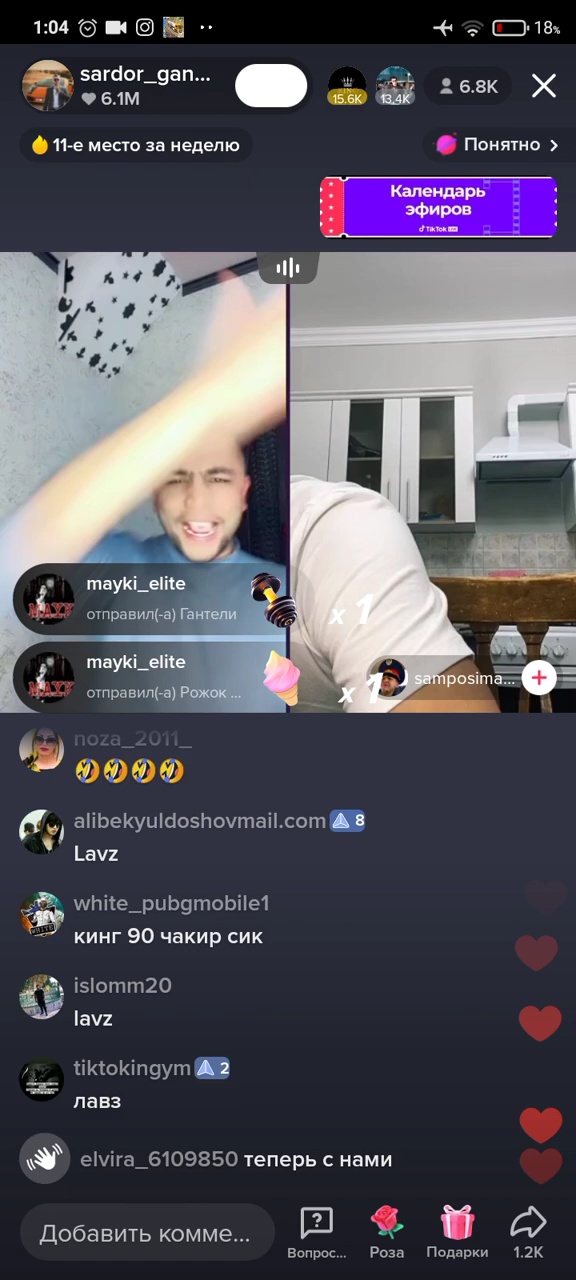 1:04
18%
sardor_gan...
6.1M
15.6K
13,4K
6.8K
11-е место за неделю
Понятно
Календарь
эфиров
TikTok
mayki_elite
отправил(-а) Гантели
x 1
mayki_elite
отправил(-а) Рожок ...
x 1
samposima...
noza_2011_
🤣🤣🤣🤣
alibekyuldoshovmail.com 8
Lavz
white_pubgmobile1
кинг 90 чакир сик
islomm20
lavz
tiktokingym 2
лавз
elvira_6109850 теперь с нами
Добавить комме...
Вопрос...
Роза
Подарки
1.2K